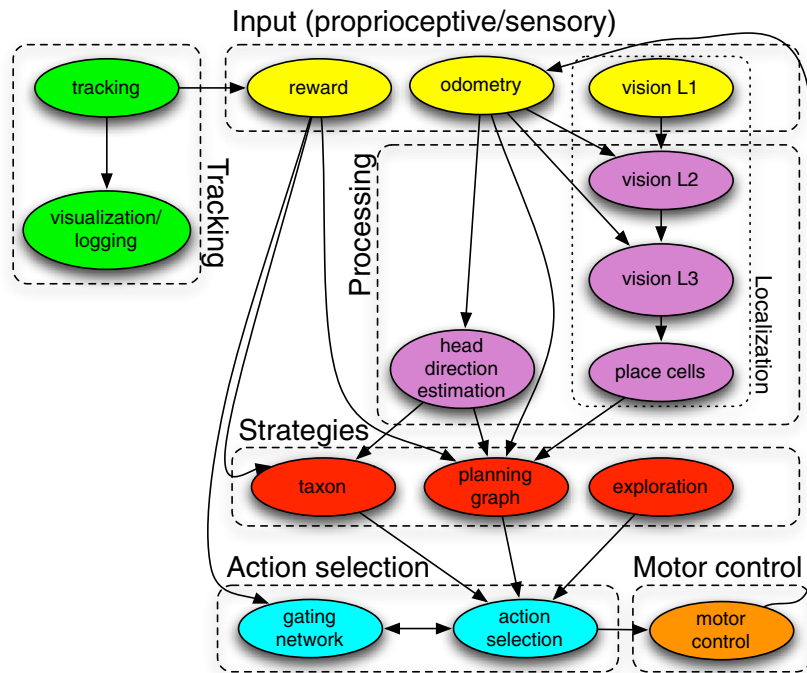 Input (proprioceptive/sensory)
tracking
reward
odometry
vision L1
Tracking
visualization/
logging
Processing
vision L2
vision L3
Localization
head
direction
estimation
place cells
Strategies
taxon
planning
graph
exploration
Action selection
Motor control
gating
network
action
selection
motor
control